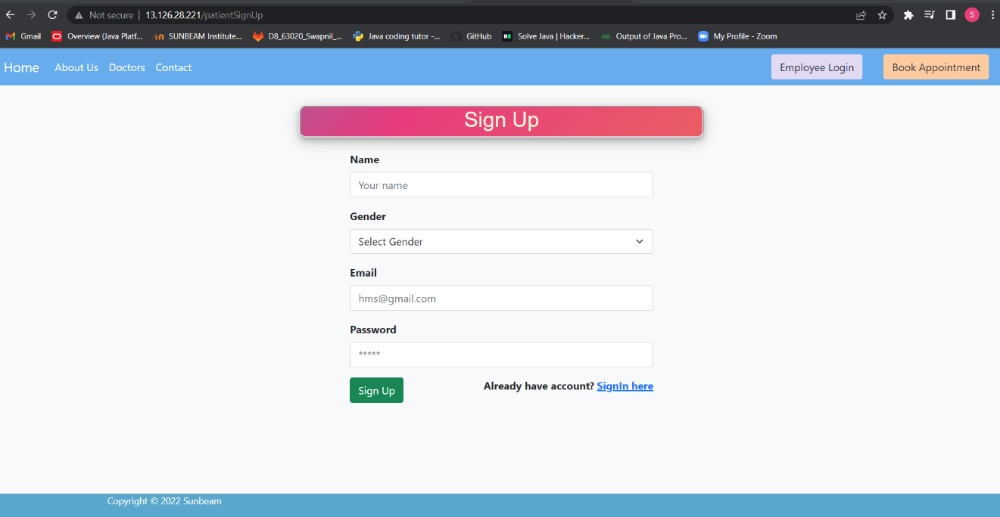 Not secure | 13.126.28.221/patientSignUp S
Gmail Overview (Java Platf... SUNBEAM Institute... D8_63020_Swapnil_... Java coding tutor -... GitHub Solve Java | Hacker... Output of Java Pro... My Profile - Zoom
Home About Us Doctors Contact Employee Login Book Appointment
Sign Up
Name
Your name
Gender
Select Gender
Email
hms@gmail.com
Password
*****
Sign Up Already have account? SignIn here
Copyright © 2022 Sunbeam